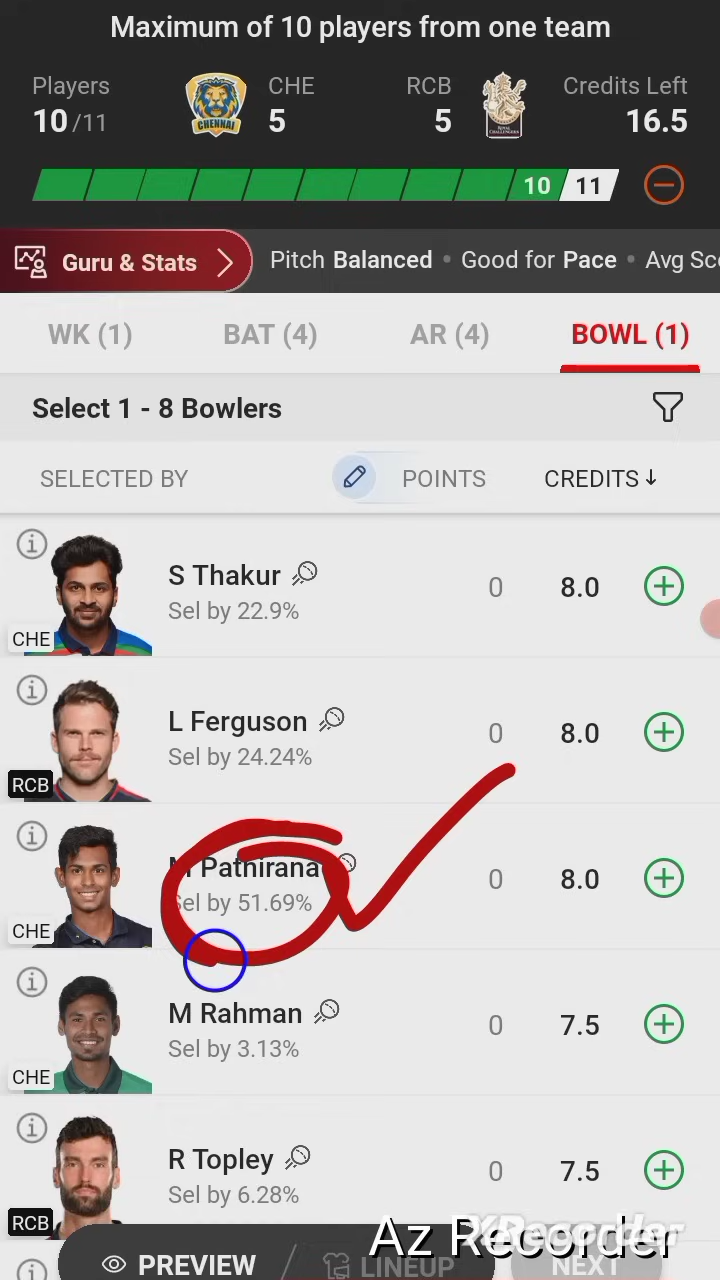 Maximum of 10 players from one team
Players CHE RCB Credits Left
10/11 5 5 16.5
CHENNAI
10 11
Guru & Stats Pitch Balanced • Good for Pace • Avg Sco
WK (1) BAT (4) AR (4) BOWL (1)
Select 1 - 8 Bowlers
SELECTED BY POINTS CREDITS↓
S Thakur 0 8.0
Sel by 22.9%
CHE
L Ferguson 0 8.0
Sel by 24.24%
RCB
M Pathirana 0 8.0
Sel by 51.69%
CHE
M Rahman 0 7.5
Sel by 3.13%
CHE
R Topley 0 7.5
Sel by 6.28%
RCB
Az Recorder
XRecorder
PREVIEW / LINEUP NEXT